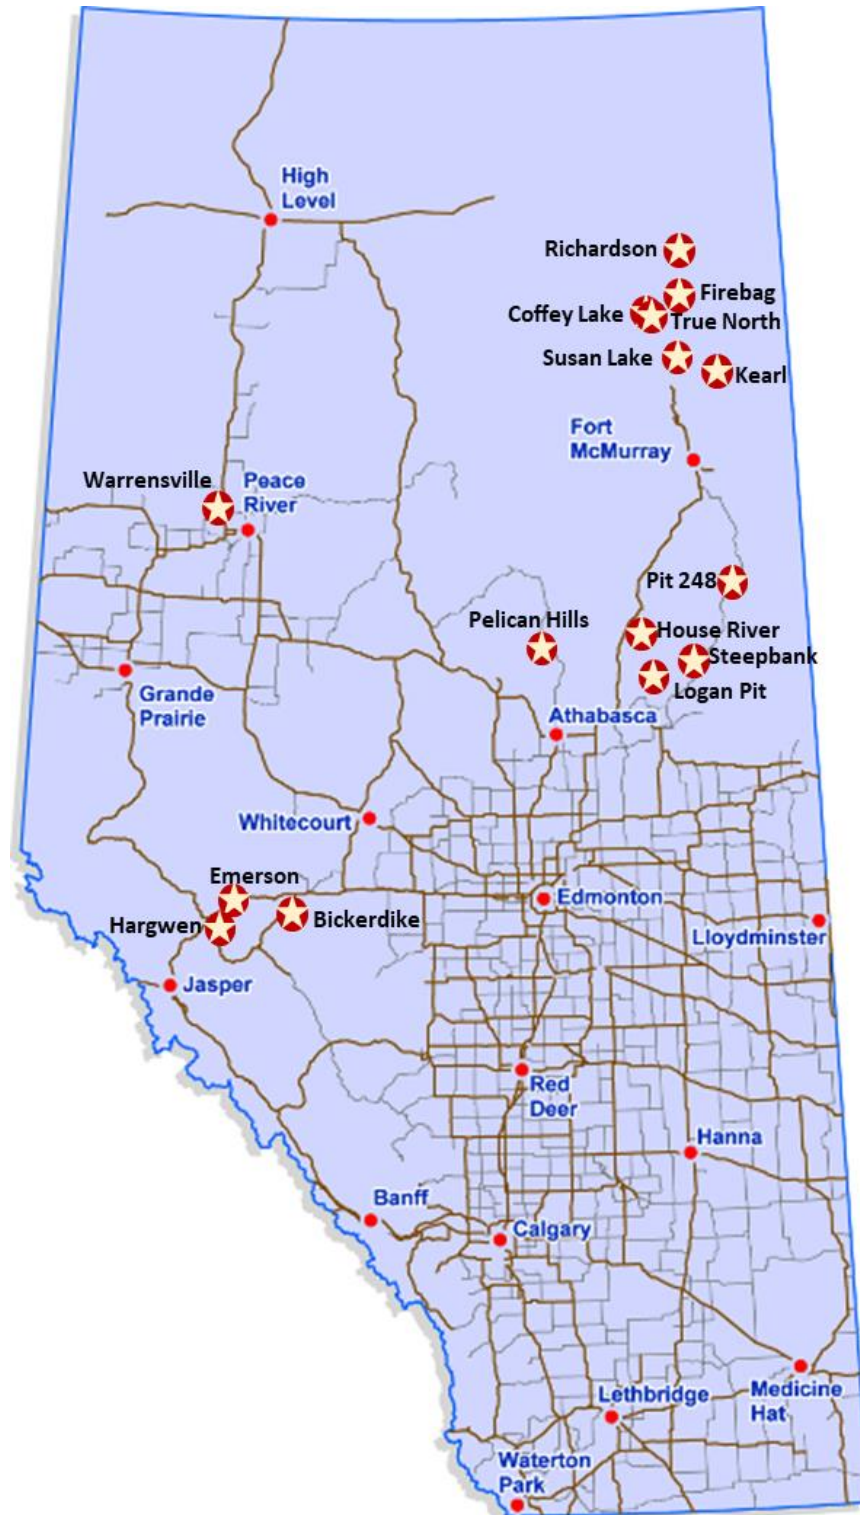 High
Level
Richardson
Firebag
Coffey Lake
True North
Susan Lake
Kearl
Fort
McMurray
Warrensville
Peace
River
Pit 248
Pelican Hills
House River
Steepbank
Logan Pit
Grande
Prairie
Athabasca
Whitecourt
Emerson
Edmonton
Hargwen
Bickerdike
Lloydminster
Jasper
Red
Deer
Hanna
Banff
Calgary
Lethbridge
Medicine
Hat
Waterton
Park